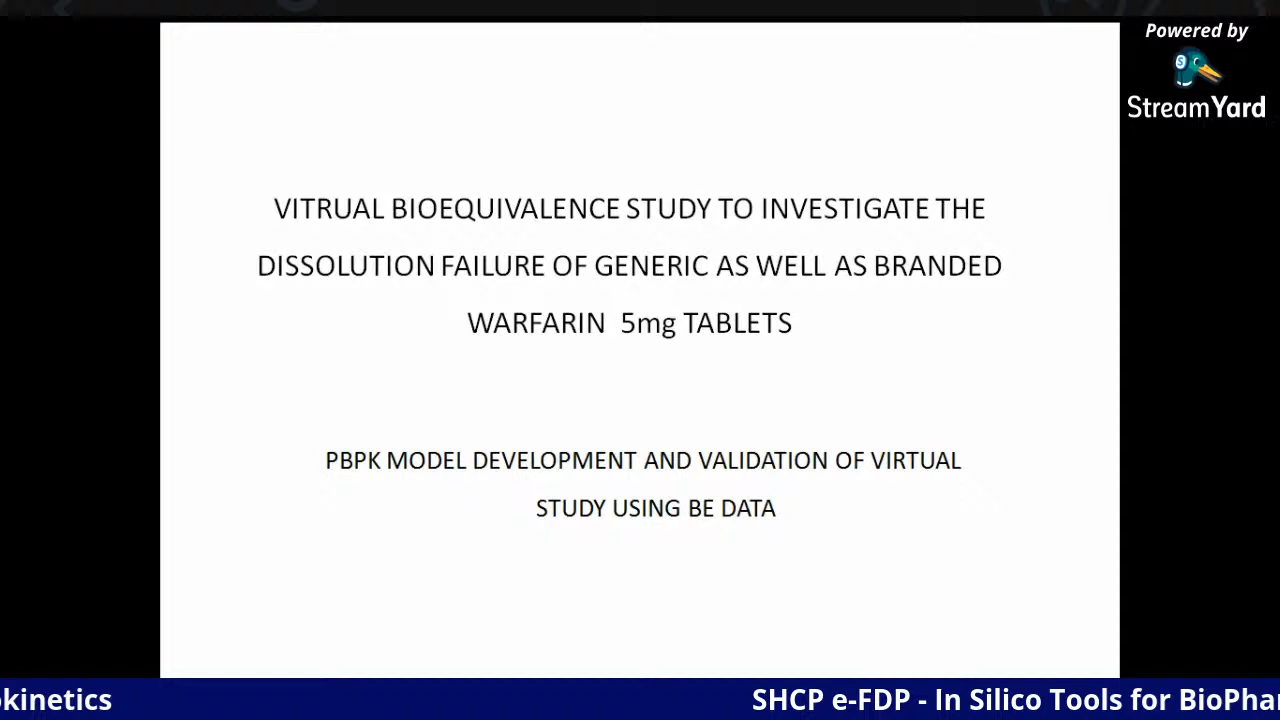 Powered by
StreamYard
VITRUAL BIOEQUIVALENCE STUDY TO INVESTIGATE THE
DISSOLUTION FAILURE OF GENERIC AS WELL AS BRANDED
WARFARIN 5mg TABLETS
PBPK MODEL DEVELOPMENT AND VALIDATION OF VIRTUAL
STUDY USING BE DATA
okinetics SHCP e-FDP - In Silico Tools for BioPhar